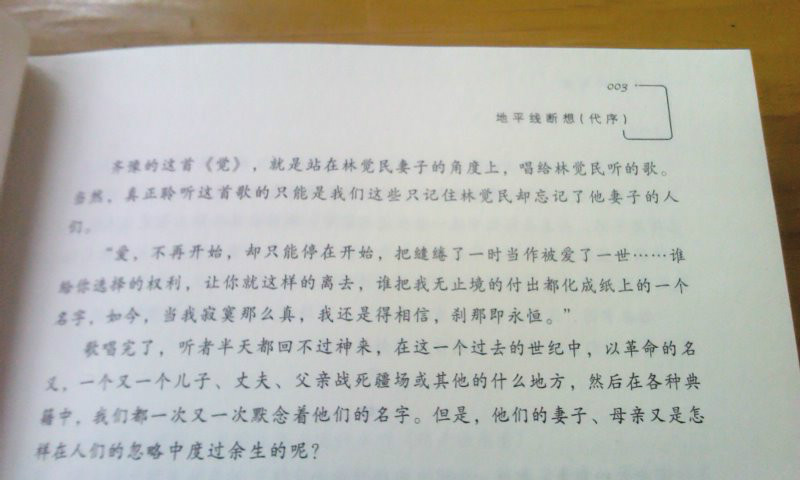 003
地平线断想(代序)
齐豫的这首《觉》，就是站在林觉民妻子的角度上，唱给林觉民听的歌。
当然，真正聆听这首歌的只能是我们这些只记住林觉民却忘记了他妻子的人
们。
“爱，不再开始，却只能停在开始，把缱绻了一时当作被爱了一世……谁
给你选择的权利，让你就这样的离去，谁把我无止境的付出都化成纸上的一个
名字，如今，当我寂寞那么真，我还是得相信，刹那即永恒。”
歌唱完了，听者半天都回不过神来，在这一个过去的世纪中，以革命的名
义，一个又一个儿子、丈夫、父亲战死疆场或其他的什么地方，然后在各种典
籍中，我们都一次又一次默念着他们的名字。但是，他们的妻子、母亲又是怎
样在人们的忽略中度过余生的呢？